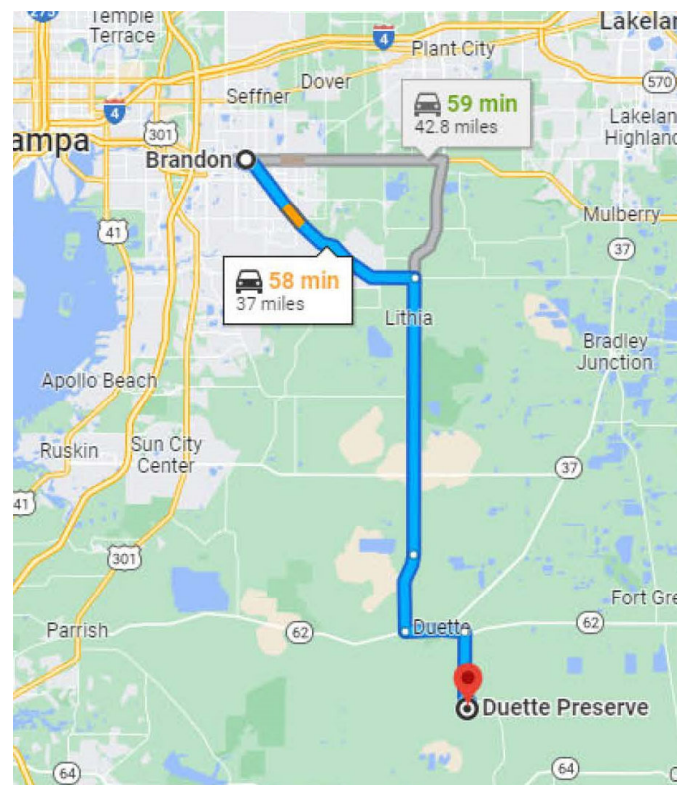 275
Temple
Terrace
4
Lakelan
Plant City
Dover
Seffner
570
59 min
42.8 miles
4
301
Lakelan
Highland
ampa
Brandon
Mulberry
41
37
58 min
37 miles
Lithia
Bradley
Junction
Apollo Beach
Ruskin
Sun City
Center
37
41
301
Fort Gre
Parrish
62
Duette
62
Duette Preserve
64
64